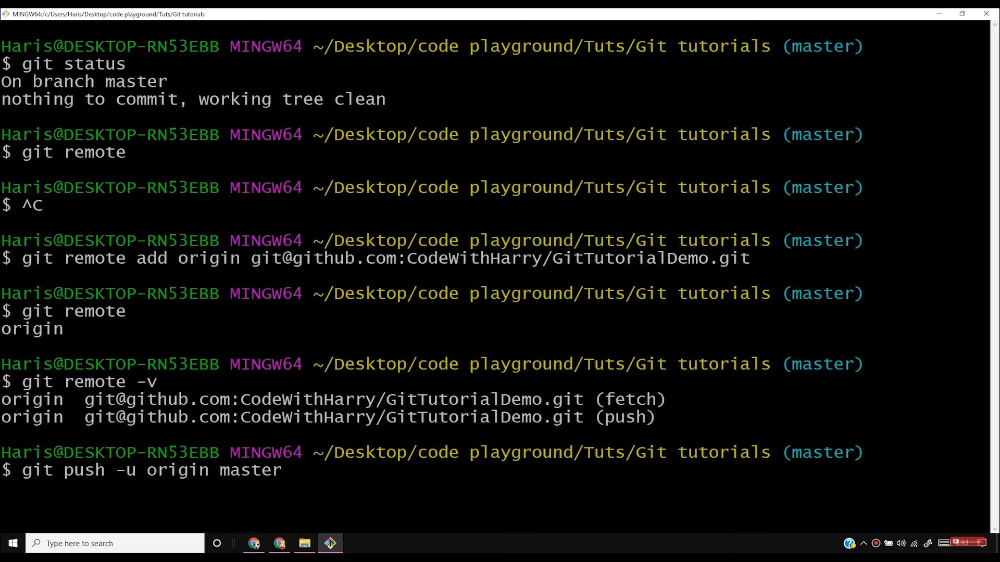 MINGW64:/c/Users/Haris/Desktop/code playground/Tuts/Git tutorials
Haris@DESKTOP-RN53EBB MINGW64 ~/Desktop/code playground/Tuts/Git tutorials (master)
$ git status
On branch master
nothing to commit, working tree clean
Haris@DESKTOP-RN53EBB MINGW64 ~/Desktop/code playground/Tuts/Git tutorials (master)
$ git remote
Haris@DESKTOP-RN53EBB MINGW64 ~/Desktop/code playground/Tuts/Git tutorials (master)
$ ^C
Haris@DESKTOP-RN53EBB MINGW64 ~/Desktop/code playground/Tuts/Git tutorials (master)
$ git remote add origin git@github.com:CodeWithHarry/GitTutorialDemo.git
Haris@DESKTOP-RN53EBB MINGW64 ~/Desktop/code playground/Tuts/Git tutorials (master)
$ git remote
origin
Haris@DESKTOP-RN53EBB MINGW64 ~/Desktop/code playground/Tuts/Git tutorials (master)
$ git remote -v
origin  git@github.com:CodeWithHarry/GitTutorialDemo.git (fetch)
origin  git@github.com:CodeWithHarry/GitTutorialDemo.git (push)
Haris@DESKTOP-RN53EBB MINGW64 ~/Desktop/code playground/Tuts/Git tutorials (master)
$ git push -u origin master
Type here to search
Subscribe